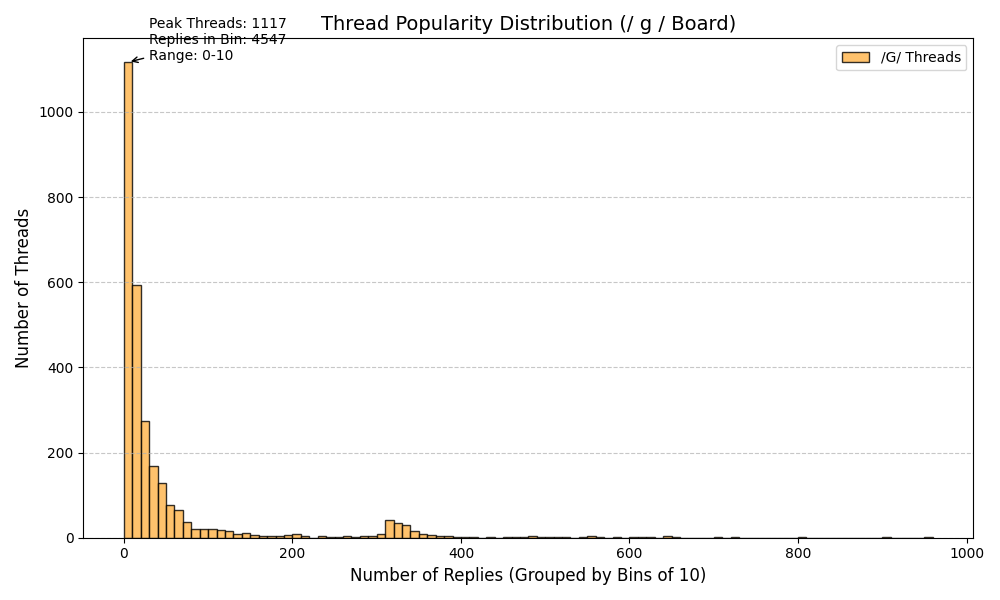 Thread Popularity Distribution (/ g / Board)
Peak Threads: 1117
Replies in Bin: 4547
Range: 0-10
/G/ Threads
Number of Threads
1000
800
600
400
200
0
0 200 400 600 800 1000
Number of Replies (Grouped by Bins of 10)